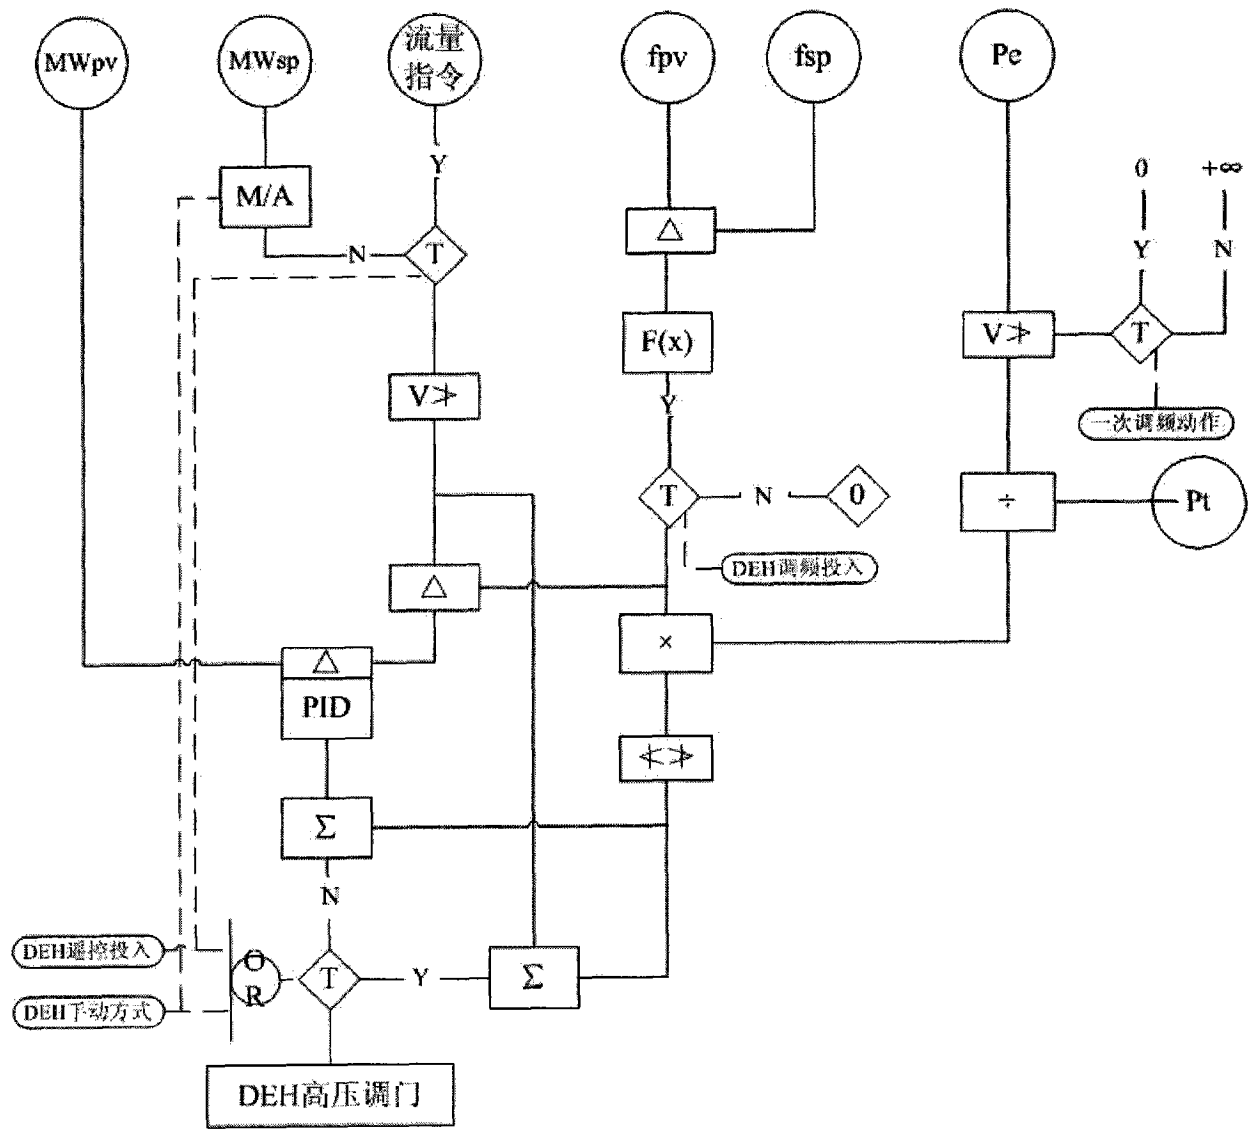 MWpv
MWsp
流量
指令
fpv
fsp
Pe
Y
0
+∞
M/A
N
T
△
Y
N
F(x)
V≯
T
V≯
Y
一次调频动作
T
N
0
÷
Pt
DEH调频投入
△
×
△
PID
≮≯
Σ
N
DEH遥控投入
OR
T
Y
Σ
DEH手动方式
DEH高压调门